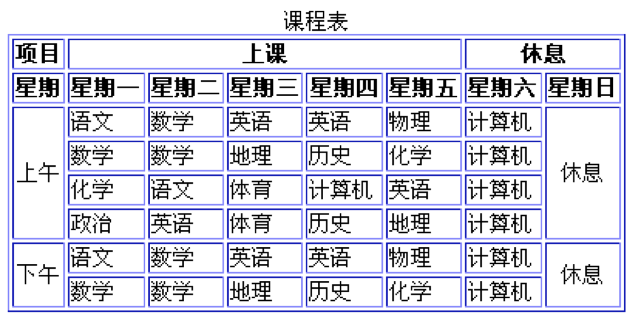 课程表
项目 上课 休息
星期 星期一 星期二 星期三 星期四 星期五 星期六 星期日
上午 语文 数学 英语 英语 物理 计算机 休息
数学 数学 地理 历史 化学 计算机
化学 语文 体育 计算机 英语 计算机
政治 英语 体育 历史 地理 计算机
下午 语文 数学 英语 英语 物理 计算机 休息
数学 数学 地理 历史 化学 计算机